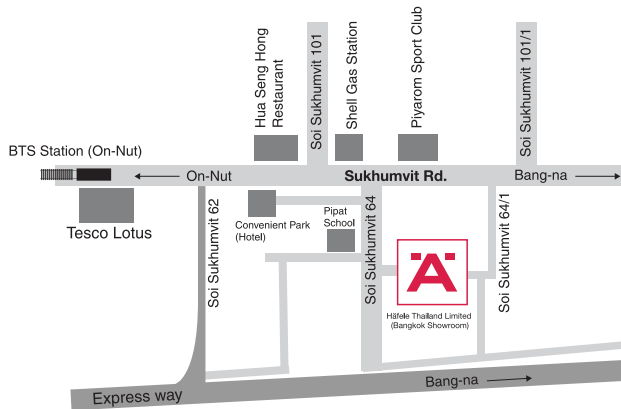 Hua Seng Hong
Restaurant
Soi Sukhumvit 101
Shell Gas Station
Piyarom Sport Club
Soi Sukhumvit 101/1
BTS Station (On-Nut)
On-Nut
Sukhumvit Rd.
Bang-na
Tesco Lotus
Soi Sukhumvit 62
Convenient Park
(Hotel)
Pipat
School
Soi Sukhumvit 64
Ä
Soi Sukhumvit 64/1
Häfele Thailand Limited
(Bangkok Showroom)
Express way
Bang-na